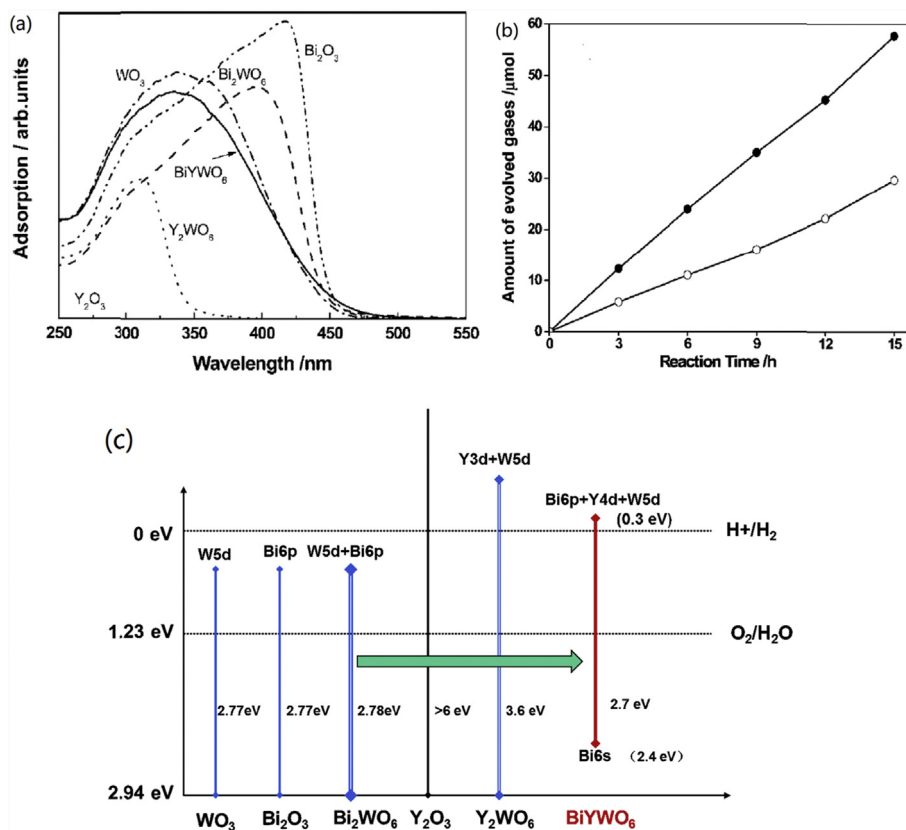 (a)
Adsorption / arb.units
WO₃
Bi₂WO₆
Bi₂O₃
BiYWO₆
Y₂WO₆
Y₂O₃
250 300 350 400 450 500 550
Wavelength /nm
(b)
Amount of evolved gases /μmol
60
50
40
30
20
10
0
0 3 6 9 12 15
Reaction Time /h
(c)
Y3d+W5d
Bi6p+Y4d+W5d
(0.3 eV)
0 eV
H+/H₂
W5d Bi6p W5d+Bi6p
1.23 eV
O₂/H₂O
2.77eV 2.77eV 2.78eV >6 eV 3.6 eV 2.7 eV
Bi6s (2.4 eV)
2.94 eV
WO₃ Bi₂O₃ Bi₂WO₆ Y₂O₃ Y₂WO₆ BiYWO₆